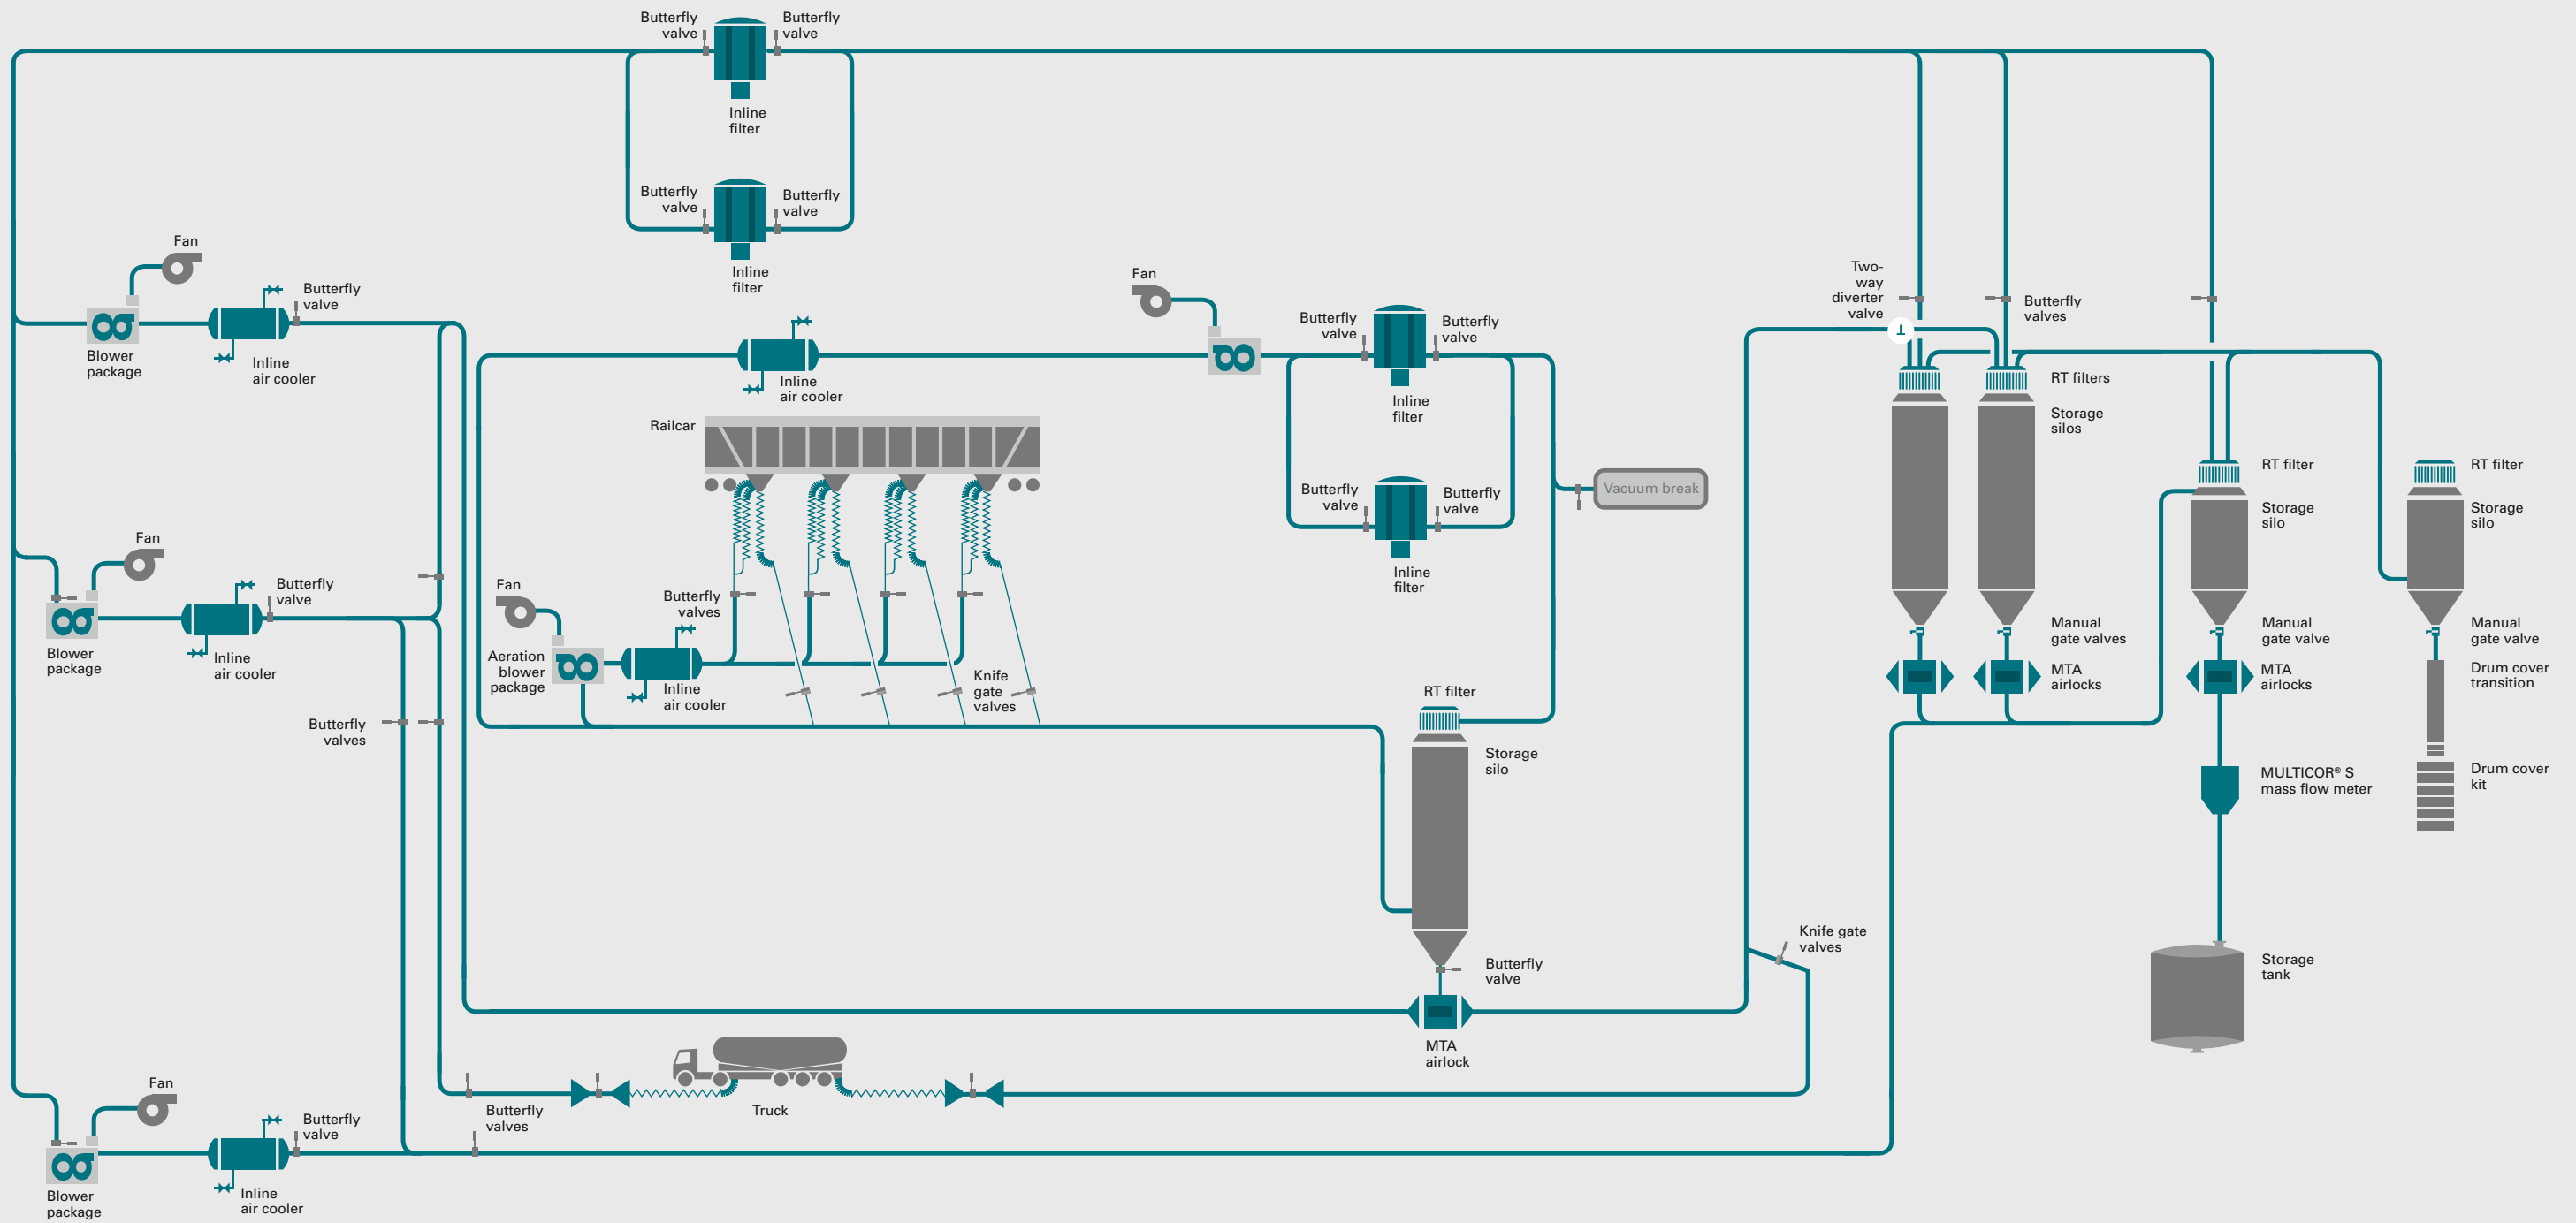 Butterfly
valve
Butterfly
valve
Inline
filter
Butterfly
valve
Butterfly
valve
Inline
filter
Fan
Butterfly
valve
Blower
package
Inline
air cooler
Fan
Butterfly
valve
Blower
package
Inline
air cooler
Butterfly
valves
Fan
Butterfly
valve
Blower
package
Inline
air cooler
Butterfly
valves
Truck
Inline
air cooler
Railcar
Fan
Butterfly
valves
Aeration
blower
package
Inline
air cooler
Knife
gate
valves
Fan
Butterfly
valve
Butterfly
valve
Inline
filter
Butterfly
valve
Butterfly
valve
Inline
filter
Vacuum break
RT filter
Storage
silo
Butterfly
valve
MTA
airlock
Knife gate
valves
Two-
way
diverter
valve
Butterfly
valves
RT filters
Storage
silos
Manual
gate valves
MTA
airlocks
RT filter
Storage
silo
Manual
gate valve
MTA
airlocks
MULTICOR® S
mass flow meter
Storage
tank
RT filter
Storage
silo
Manual
gate valve
Drum cover
transition
Drum cover
kit